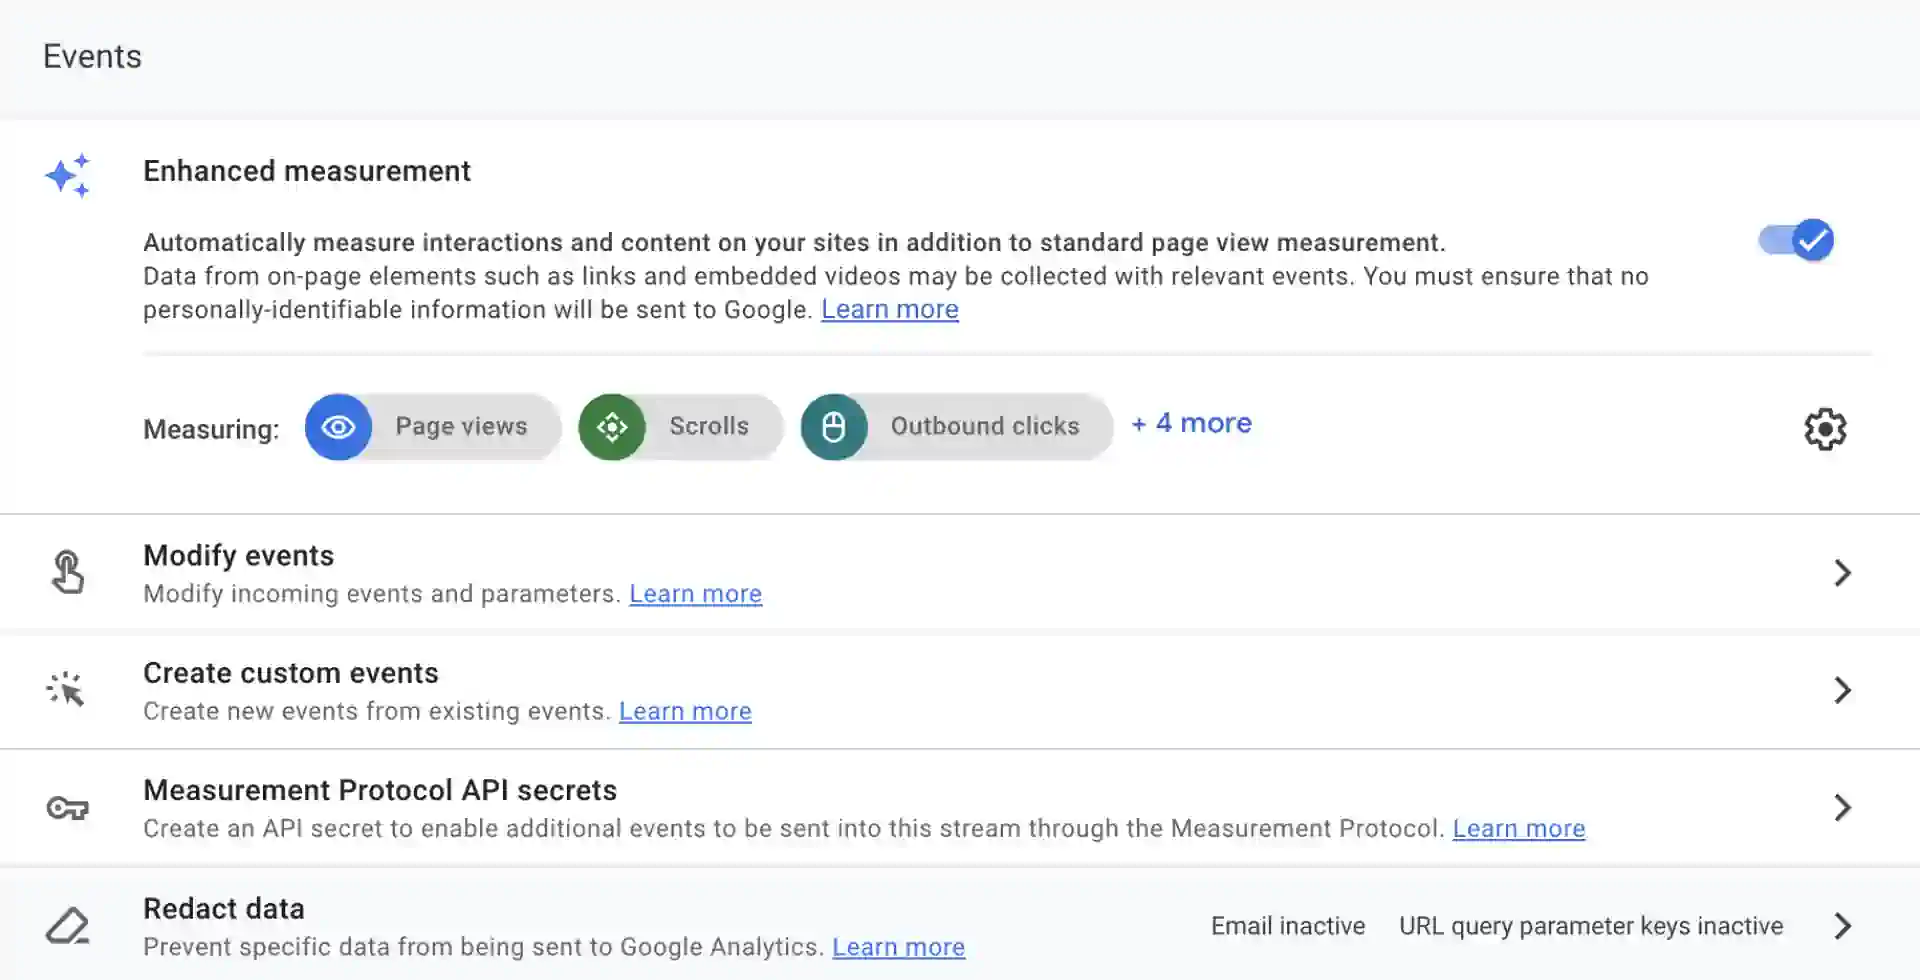 Events
Enhanced measurement
Automatically measure interactions and content on your sites in addition to standard page view measurement.
Data from on-page elements such as links and embedded videos may be collected with relevant events. You must ensure that no
personally-identifiable information will be sent to Google. Learn more
Measuring: Page views Scrolls Outbound clicks + 4 more
Modify events
Modify incoming events and parameters. Learn more
Create custom events
Create new events from existing events. Learn more
Measurement Protocol API secrets
Create an API secret to enable additional events to be sent into this stream through the Measurement Protocol. Learn more
Redact data
Prevent specific data from being sent to Google Analytics. Learn more
Email inactive URL query parameter keys inactive